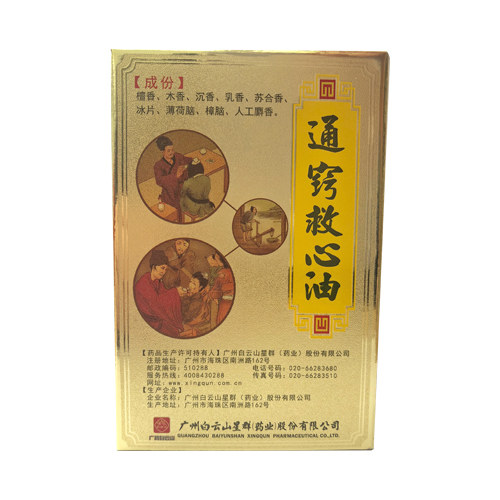 【成份】
檀香、木香、沉香、乳香、苏合香、
冰片、薄荷脑、樟脑、人工麝香。
通窍救心油
【药品生产许可持有人】广州白云山星群（药业）股份有限公司
注册地址：广州市海珠区南洲路162号
邮政编码：510288 电话号码：020-66283680
服务热线：4008430288 传真号码：020-66283510
网址：www.xingqun.com.cn
【生产企业】
企业名称：广州白云山星群（药业）股份有限公司
生产地址：广州市海珠区南洲路162号
广州白云山星群(药业)股份有限公司
GUANGZHOU BAIYUNSHAN XINGQUN PHARMACEUTICAL CO.,LTD.